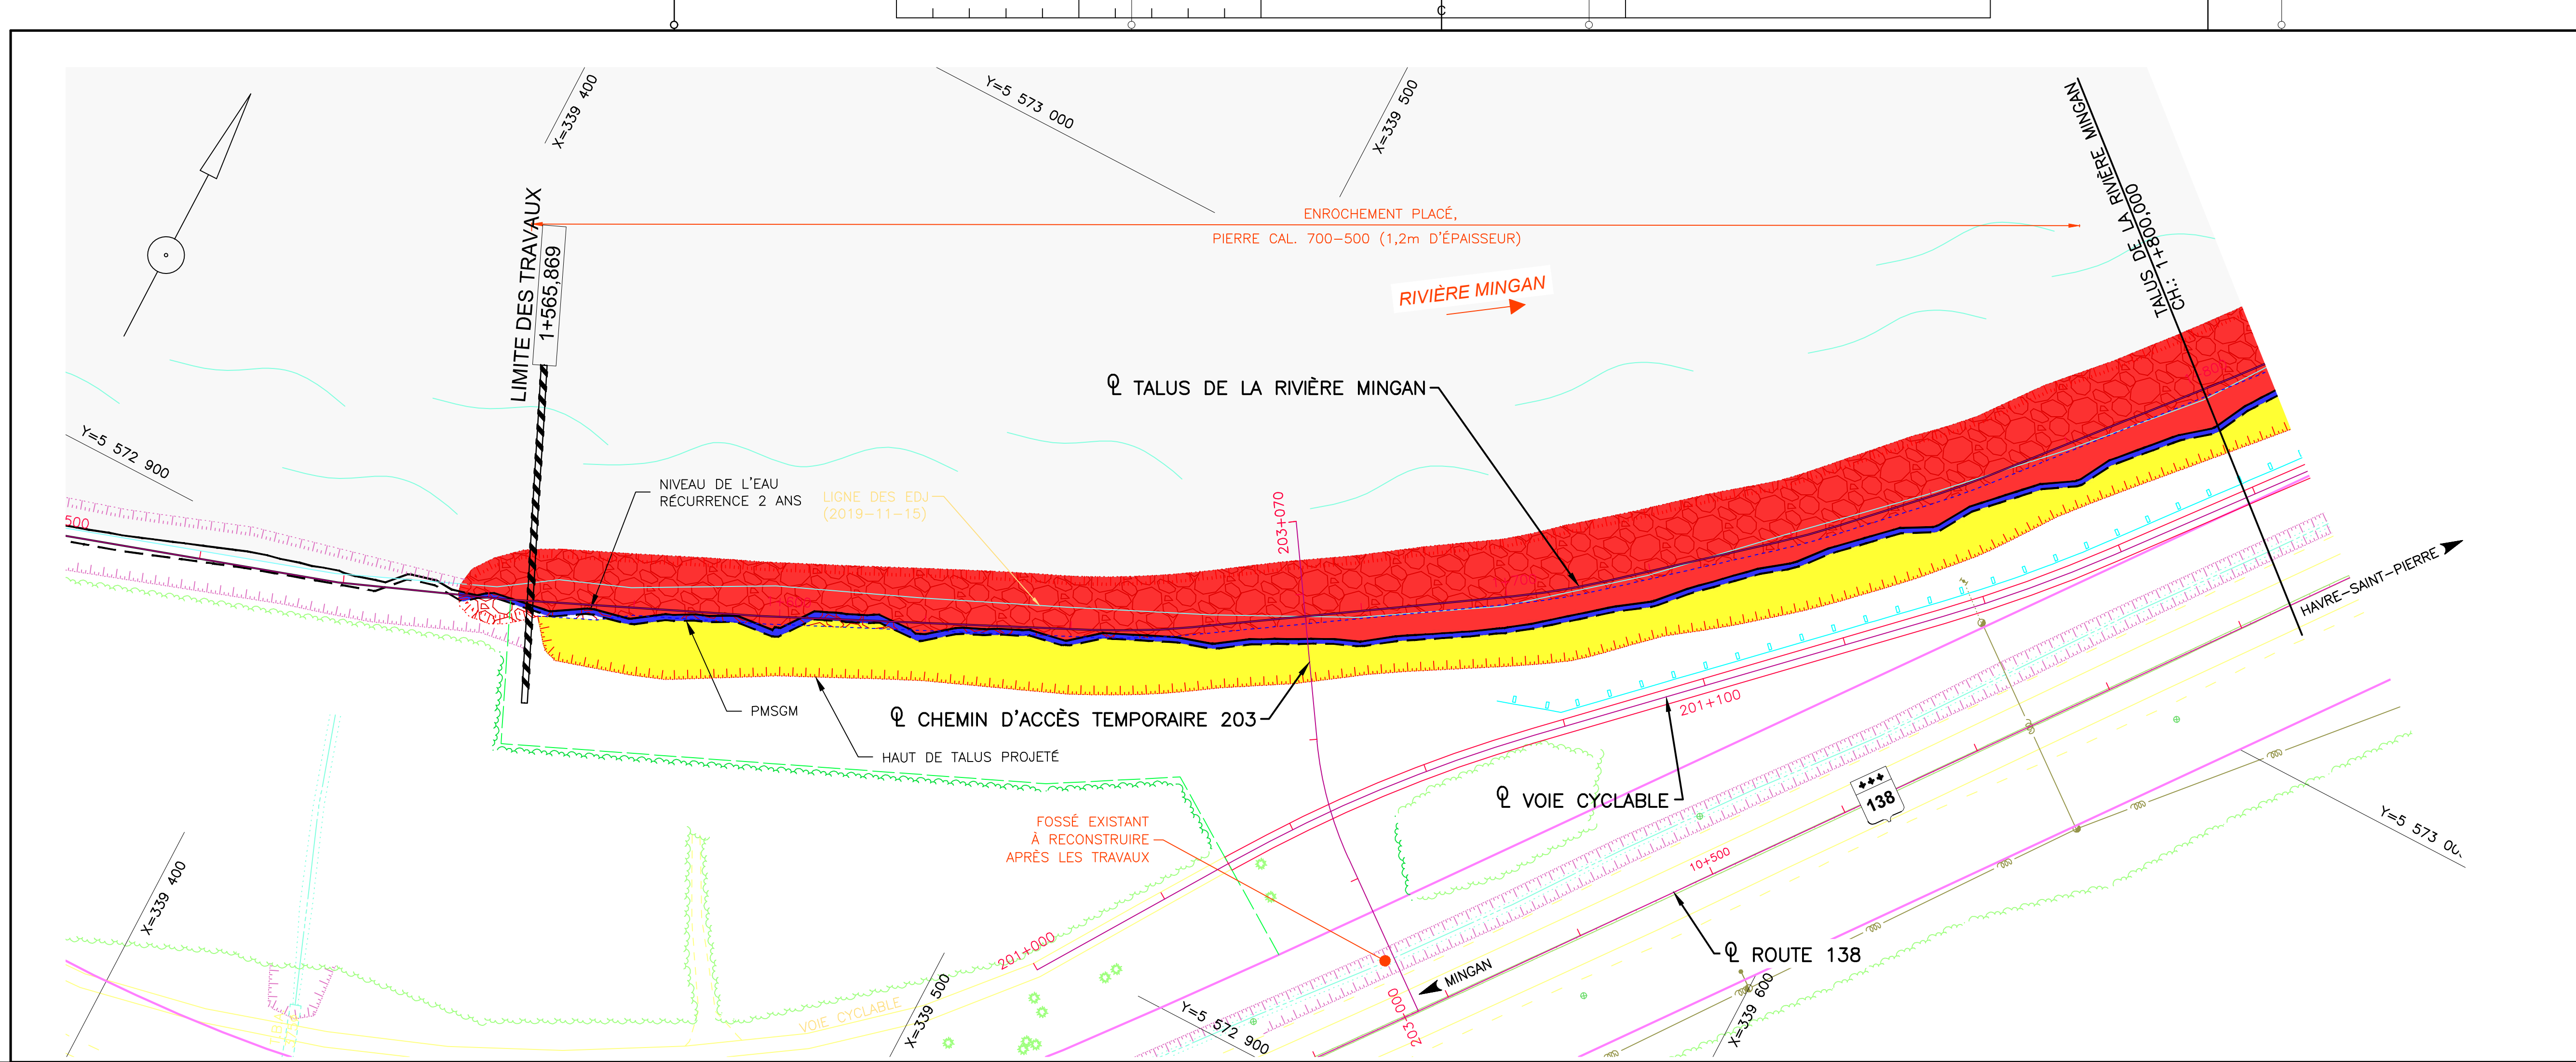 C
X=339 400
Y=5 573 000
X=339 500
TALUS DE LA RIVIÈRE MINGAN
TALUS DE LA RIVIÈRE MINGAN
CH.: 1+800,000
LIMITE DES TRAVAUX
1+565,869
ENROCHEMENT PLACÉ,
PIERRE CAL. 700-500 (1,2m D'ÉPAISSEUR)
RIVIÈRE MINGAN
℄ TALUS DE LA RIVIÈRE MINGAN
Y=5 572 900
NIVEAU DE L'EAU
RÉCURRENCE 2 ANS
LIGNE DES EDJ
(2019-11-15)
203+070
500
HAVRE-SAINT-PIERRE
PMSGM
℄ CHEMIN D'ACCÈS TEMPORAIRE 203
HAUT DE TALUS PROJETÉ
201+100
℄ VOIE CYCLABLE
138
FOSSÉ EXISTANT
À RECONSTRUIRE
APRÈS LES TRAVAUX
10+500
Y=5 573 00
X=339 400
201+000
℄ ROUTE 138
MINGAN
203+000
VOIE CYCLABLE
X=339 500
Y=5 572 900
X=339 600